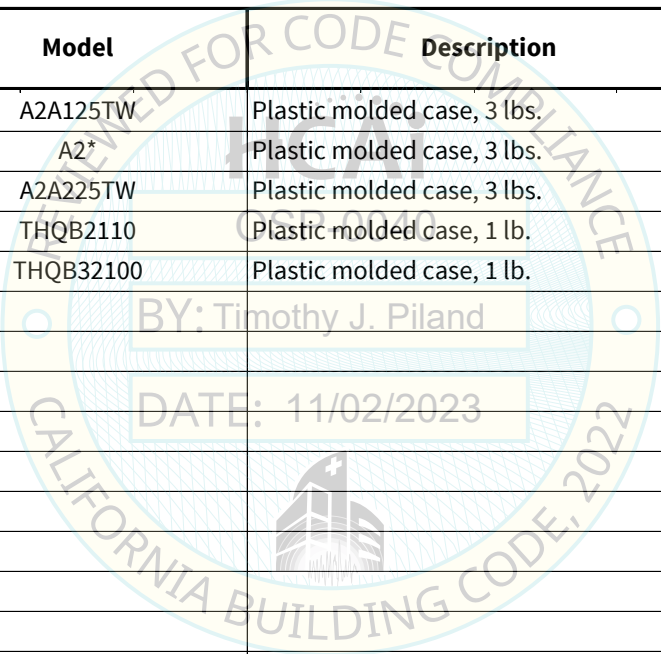 Model Description
A2A125TW Plastic molded case, 3 lbs.
A2* Plastic molded case, 3 lbs.
A2A225TW Plastic molded case, 3 lbs.
THQB2110 Plastic molded case, 1 lb.
THQB32100 Plastic molded case, 1 lb.
REVIEWED FOR CODE COMPLIANCE
HCAi
OSP-0040
BY: Timothy J. Piland
DATE: 11/02/2023
CALIFORNIA BUILDING CODE, 2022